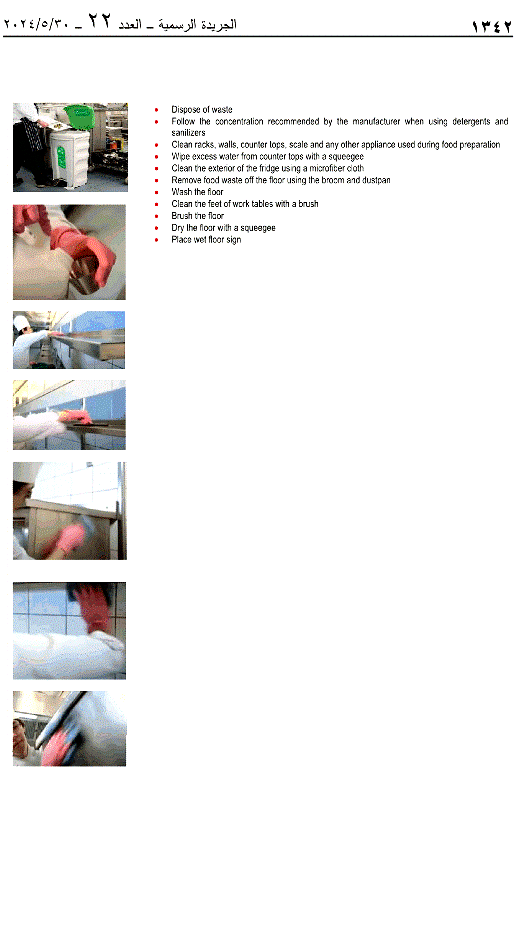 ١٣٤٢ الجريدة الرسمية ــ العدد ٢٢ ــ ٢٠٢٤/٥/٣٠
• Dispose of waste
• Follow the concentration recommended by the manufacturer when using detergents and
sanitizers
• Clean racks, walls, counter tops, scale and any other appliance used during food preparation
• Wipe excess water from counter tops with a squeegee
• Clean the exterior of the fridge using a microfiber cloth
• Remove food waste off the floor using the broom and dustpan
• Wash the floor
• Clean the feet of work tables with a brush
• Brush the floor
• Dry the floor with a squeegee
• Place wet floor sign